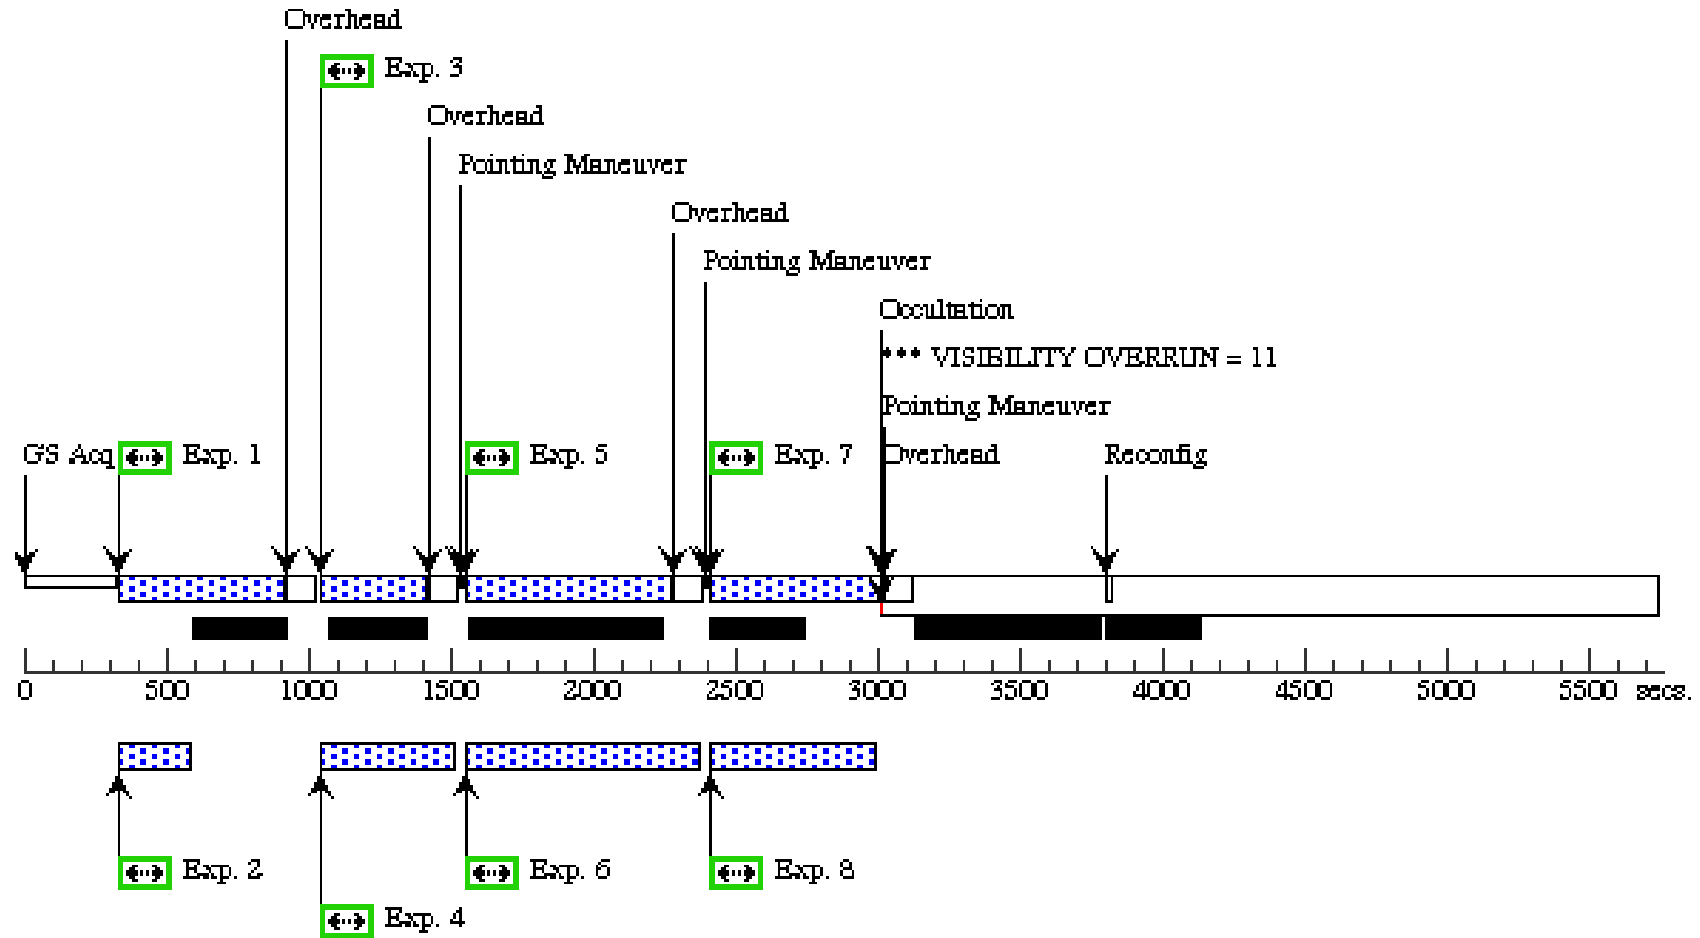 Overhead
Exp. 3
Overhead
Pointing Maneuver
Overhead
Pointing Maneuver
Occultation
*** VISIBILITY OVERRUN = 11
Pointing Maneuver
GS Acq Exp. 1 Exp. 5 Exp. 7 Overhead Reconfig
0 500 1000 1500 2000 2500 3000 3500 4000 4500 5000 5500 secs.
Exp. 2 Exp. 6 Exp. 8
Exp. 4